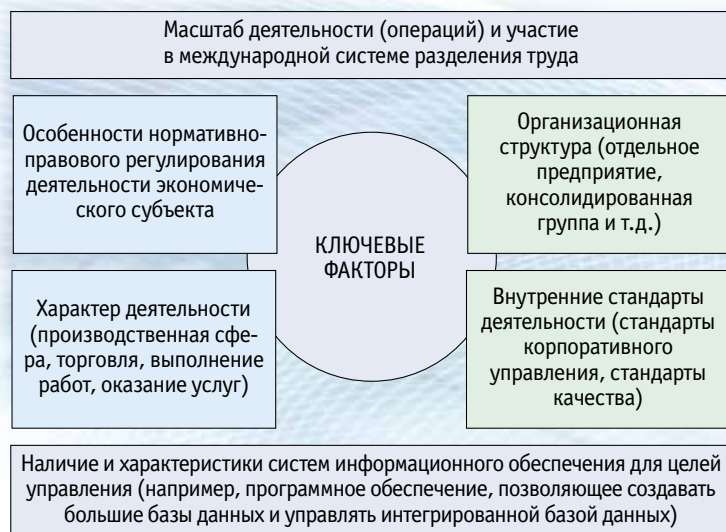 Масштаб деятельности (операций) и участие
в международной системе разделения труда
Особенности нормативно-
правового регулирования
деятельности экономиче-
ского субъекта
Организационная
структура (отдельное
предприятие,
консолидированная
группа и т.д.)
КЛЮЧЕВЫЕ
ФАКТОРЫ
Характер деятельности
(производственная сфе-
ра, торговля, выполнение
работ, оказание услуг)
Внутренние стандарты
деятельности (стандарты
корпоративного
управления, стандарты
качества)
Наличие и характеристики систем информационного обеспечения для целей
управления (например, программное обеспечение, позволяющее создавать
большие базы данных и управлять интегрированной базой данных)